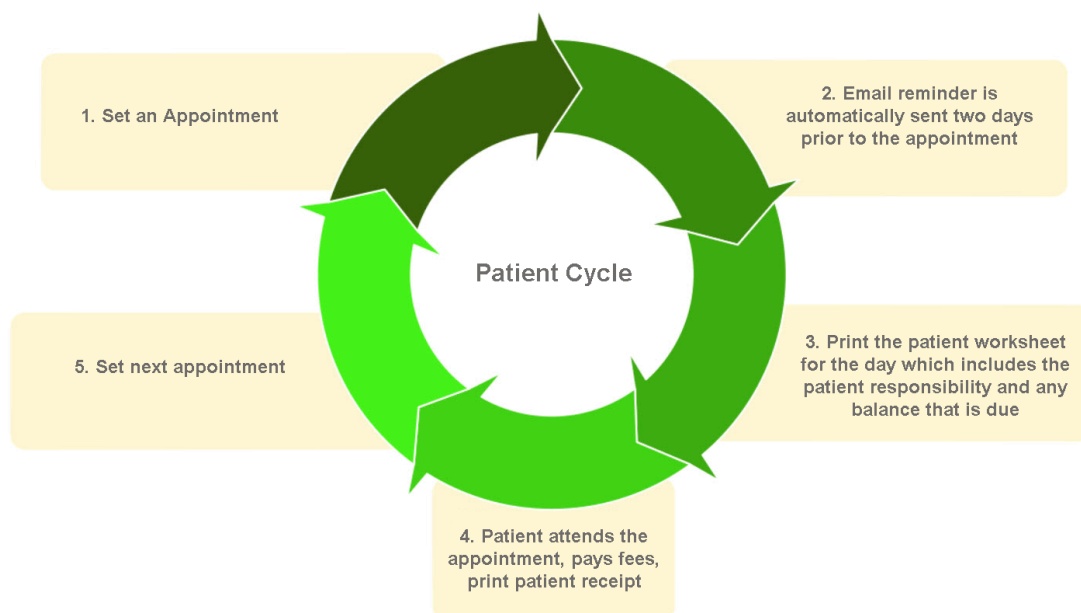 1. Set an Appointment
2. Email reminder is
automatically sent two days
prior to the appointment
Patient Cycle
3. Print the patient worksheet
for the day which includes the
patient responsibility and any
balance that is due
5. Set next appointment
4. Patient attends the
appointment, pays fees,
print patient receipt